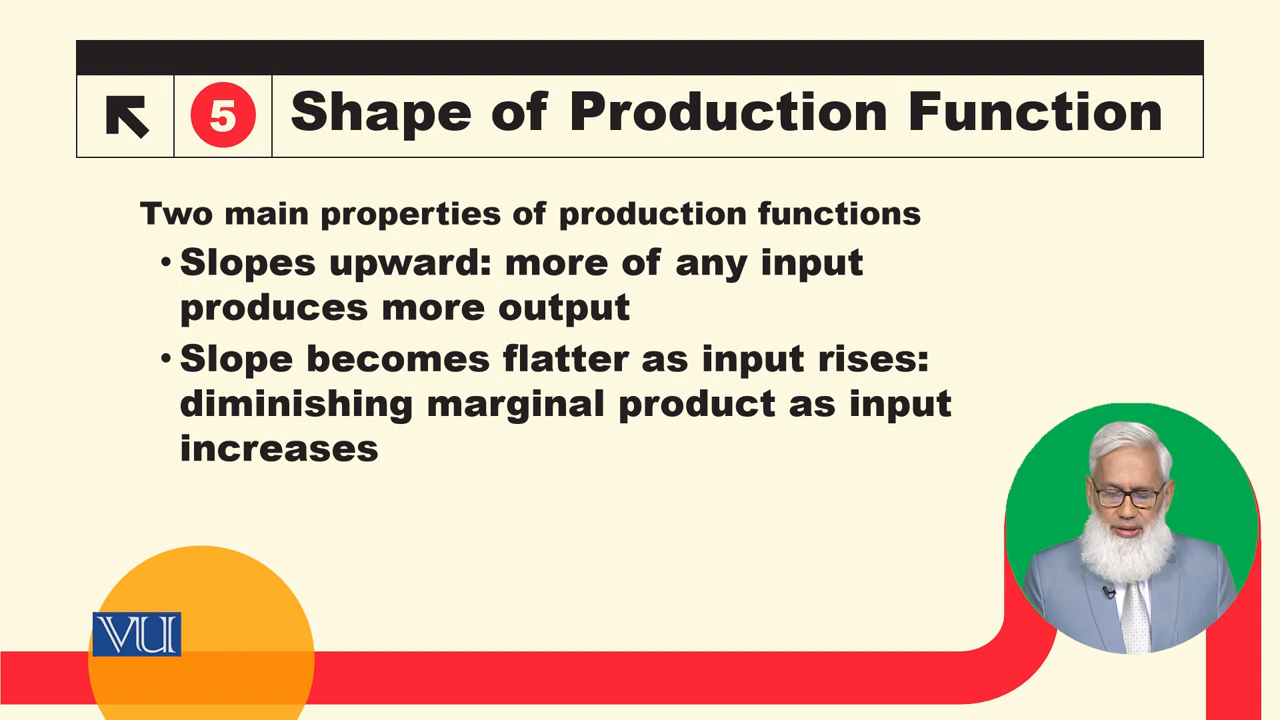 5
Shape of Production Function
Two main properties of production functions
•Slopes upward: more of any input
produces more output
•Slope becomes flatter as input rises:
diminishing marginal product as input
increases
VU